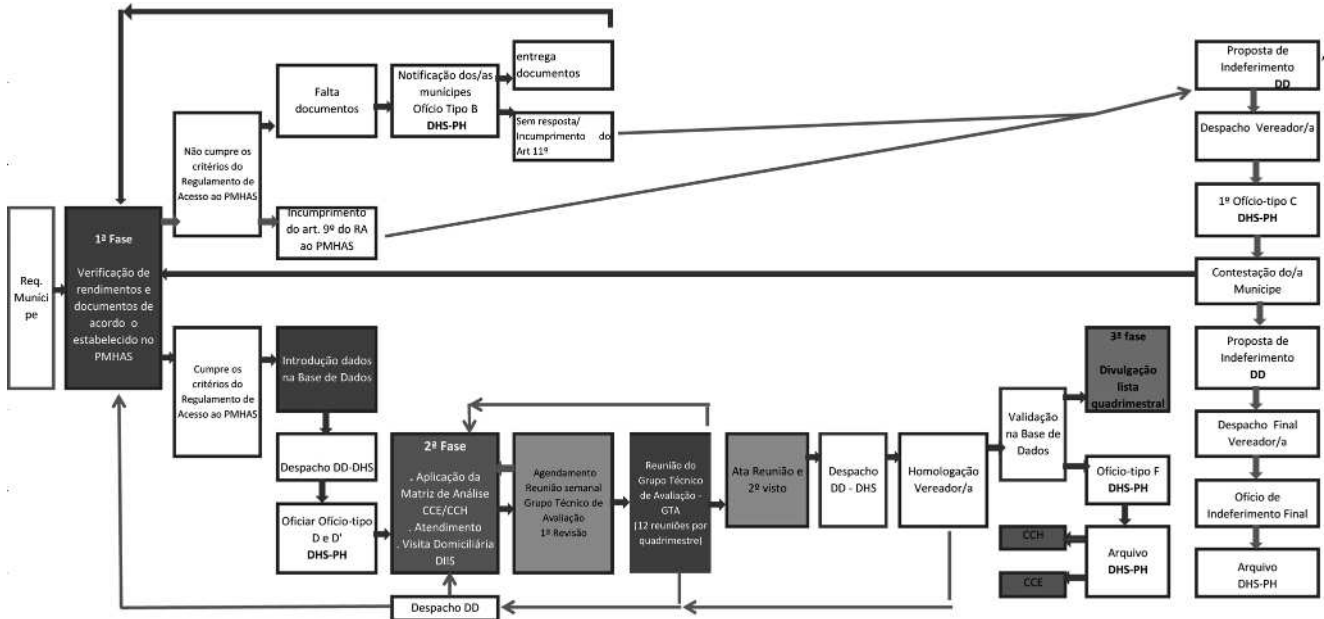 Req.
Munici
pe
1ª Fase
Verificação de
rendimentos e
documentos de
acordo o
estabelecido no
PMHAS
Não cumpre os
critérios do
Regulamento de
Acesso ao PMHAS
Falta
documentos
Notificação dos/as
munícipes
Ofício Tipo B
DHS-PH
entrega
documentos
Sem resposta/
Incumprimento do
Art 11º
Incumprimento
do art. 9º do RA
ao PMHAS
Cumpre os
critérios do
Regulamento de
Acesso ao PMHAS
Introdução dados
na Base de Dados
Despacho DD-DHS
Oficiar Ofício-tipo
D e D'
DHS-PH
2ª Fase
. Aplicação da
Matriz de Análise
CCE/CCH
. Atendimento
. Visita Domiciliária
DIIS
Despacho DD
Agendamento
Reunião semanal
Grupo Técnico de
Avaliação
1ª Revisão
Reunião do
Grupo Técnico
de Avaliação -
GTA
(12 reuniões por
quadrimestre)
Ata Reunião e
2º visto
Despacho
DD - DHS
Homologação
Vereador/a
Validação
na Base de
Dados
3ª fase
Divulgação
lista
quadrimestral
Ofício-tipo F
DHS-PH
Arquivo
DHS-PH
CCH
CCE
Proposta de
Indeferimento
DD
Despacho Vereador/a
1º Ofício-tipo C
DHS-PH
Contestação do/a
Munícipe
Proposta de
Indeferimento
DD
Despacho Final
Vereador/a
Ofício de
Indeferimento Final
Arquivo
DHS-PH